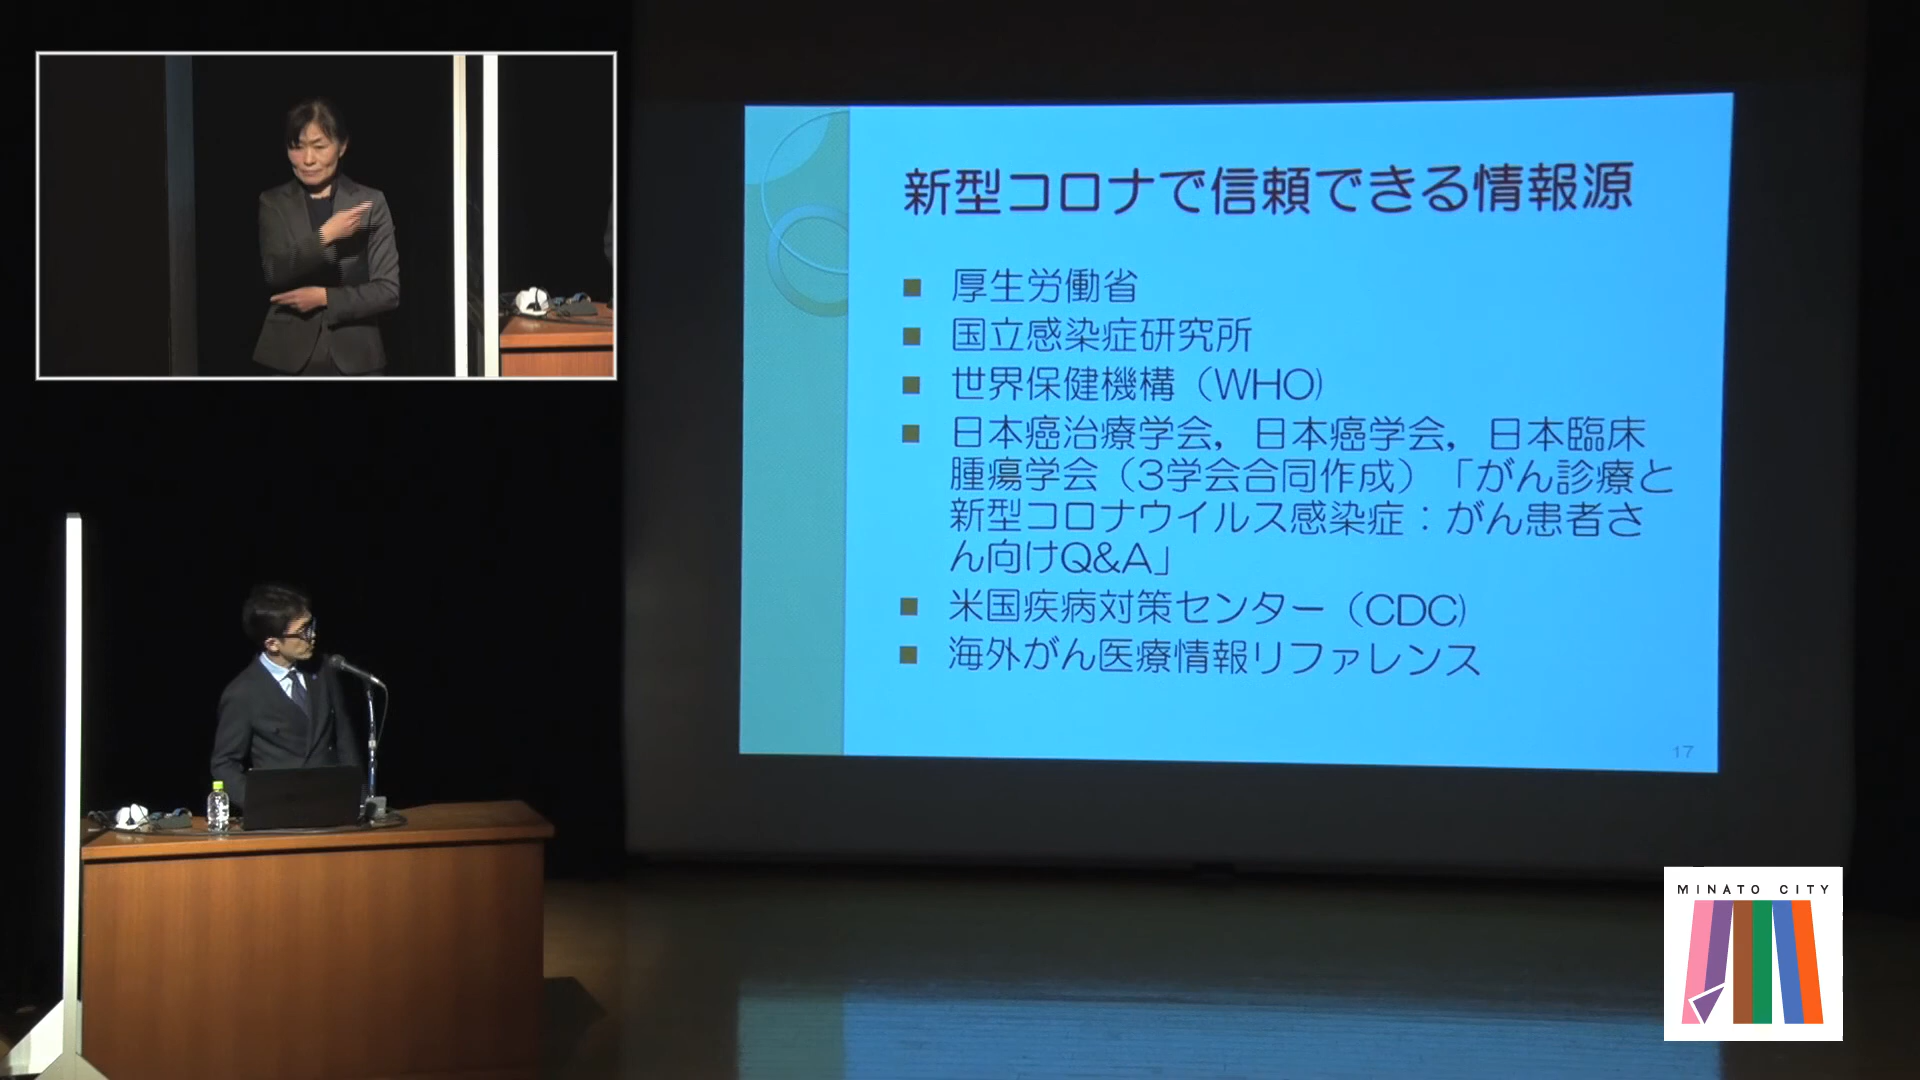 新型コロナで信頼できる情報源
■ 厚生労働省
■ 国立感染症研究所
■ 世界保健機構（WHO）
■ 日本癌治療学会，日本癌学会，日本臨床
腫瘍学会（3学会合同作成）「がん診療と
新型コロナウイルス感染症：がん患者さ
ん向けQ&A」
■ 米国疾病対策センター（CDC）
■ 海外がん医療情報リファレンス
17
MINATO CITY